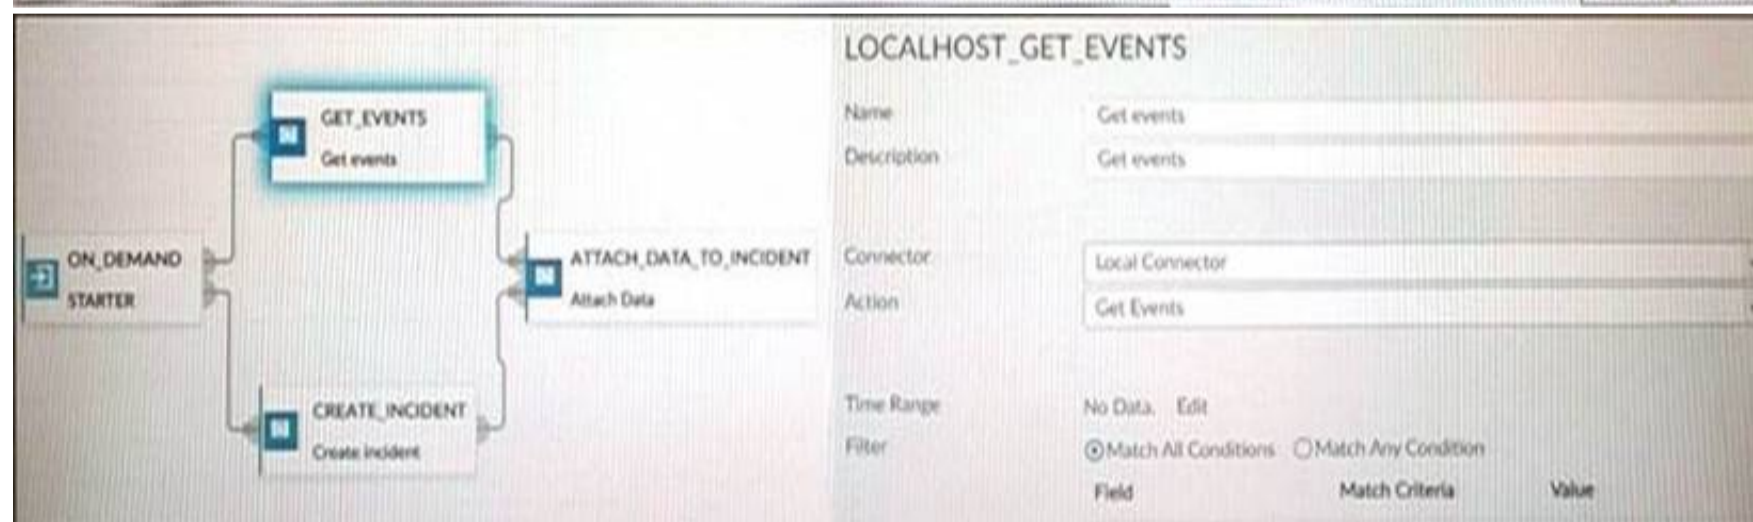 GET_EVENTS
Get events
ON_DEMAND
STARTER
ATTACH_DATA_TO_INCIDENT
Attach Data
CREATE_INCIDENT
Create incident
LOCALHOST_GET_EVENTS
Name Get events
Description Get events
Connector Local Connector
Action Get Events
Time Range No Data. Edit
Filter Match All Conditions Match Any Condition
Field Match Criteria Value